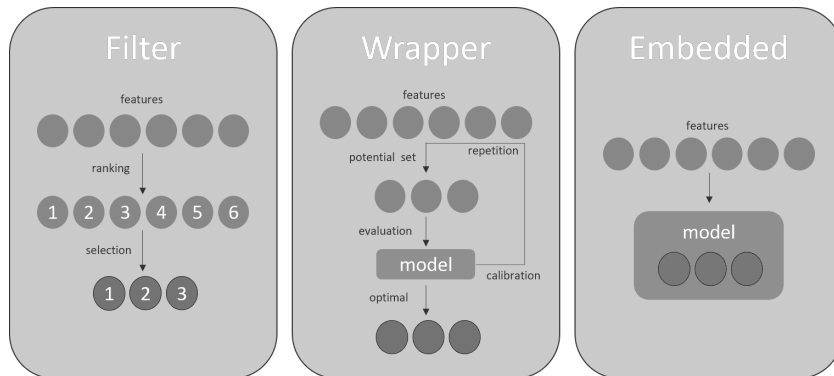 Filter
features
ranking
1 2 3 4 5 6
selection
1 2 3
Wrapper
features
potential set
repetition
evaluation
model
calibration
optimal
Embedded
features
model